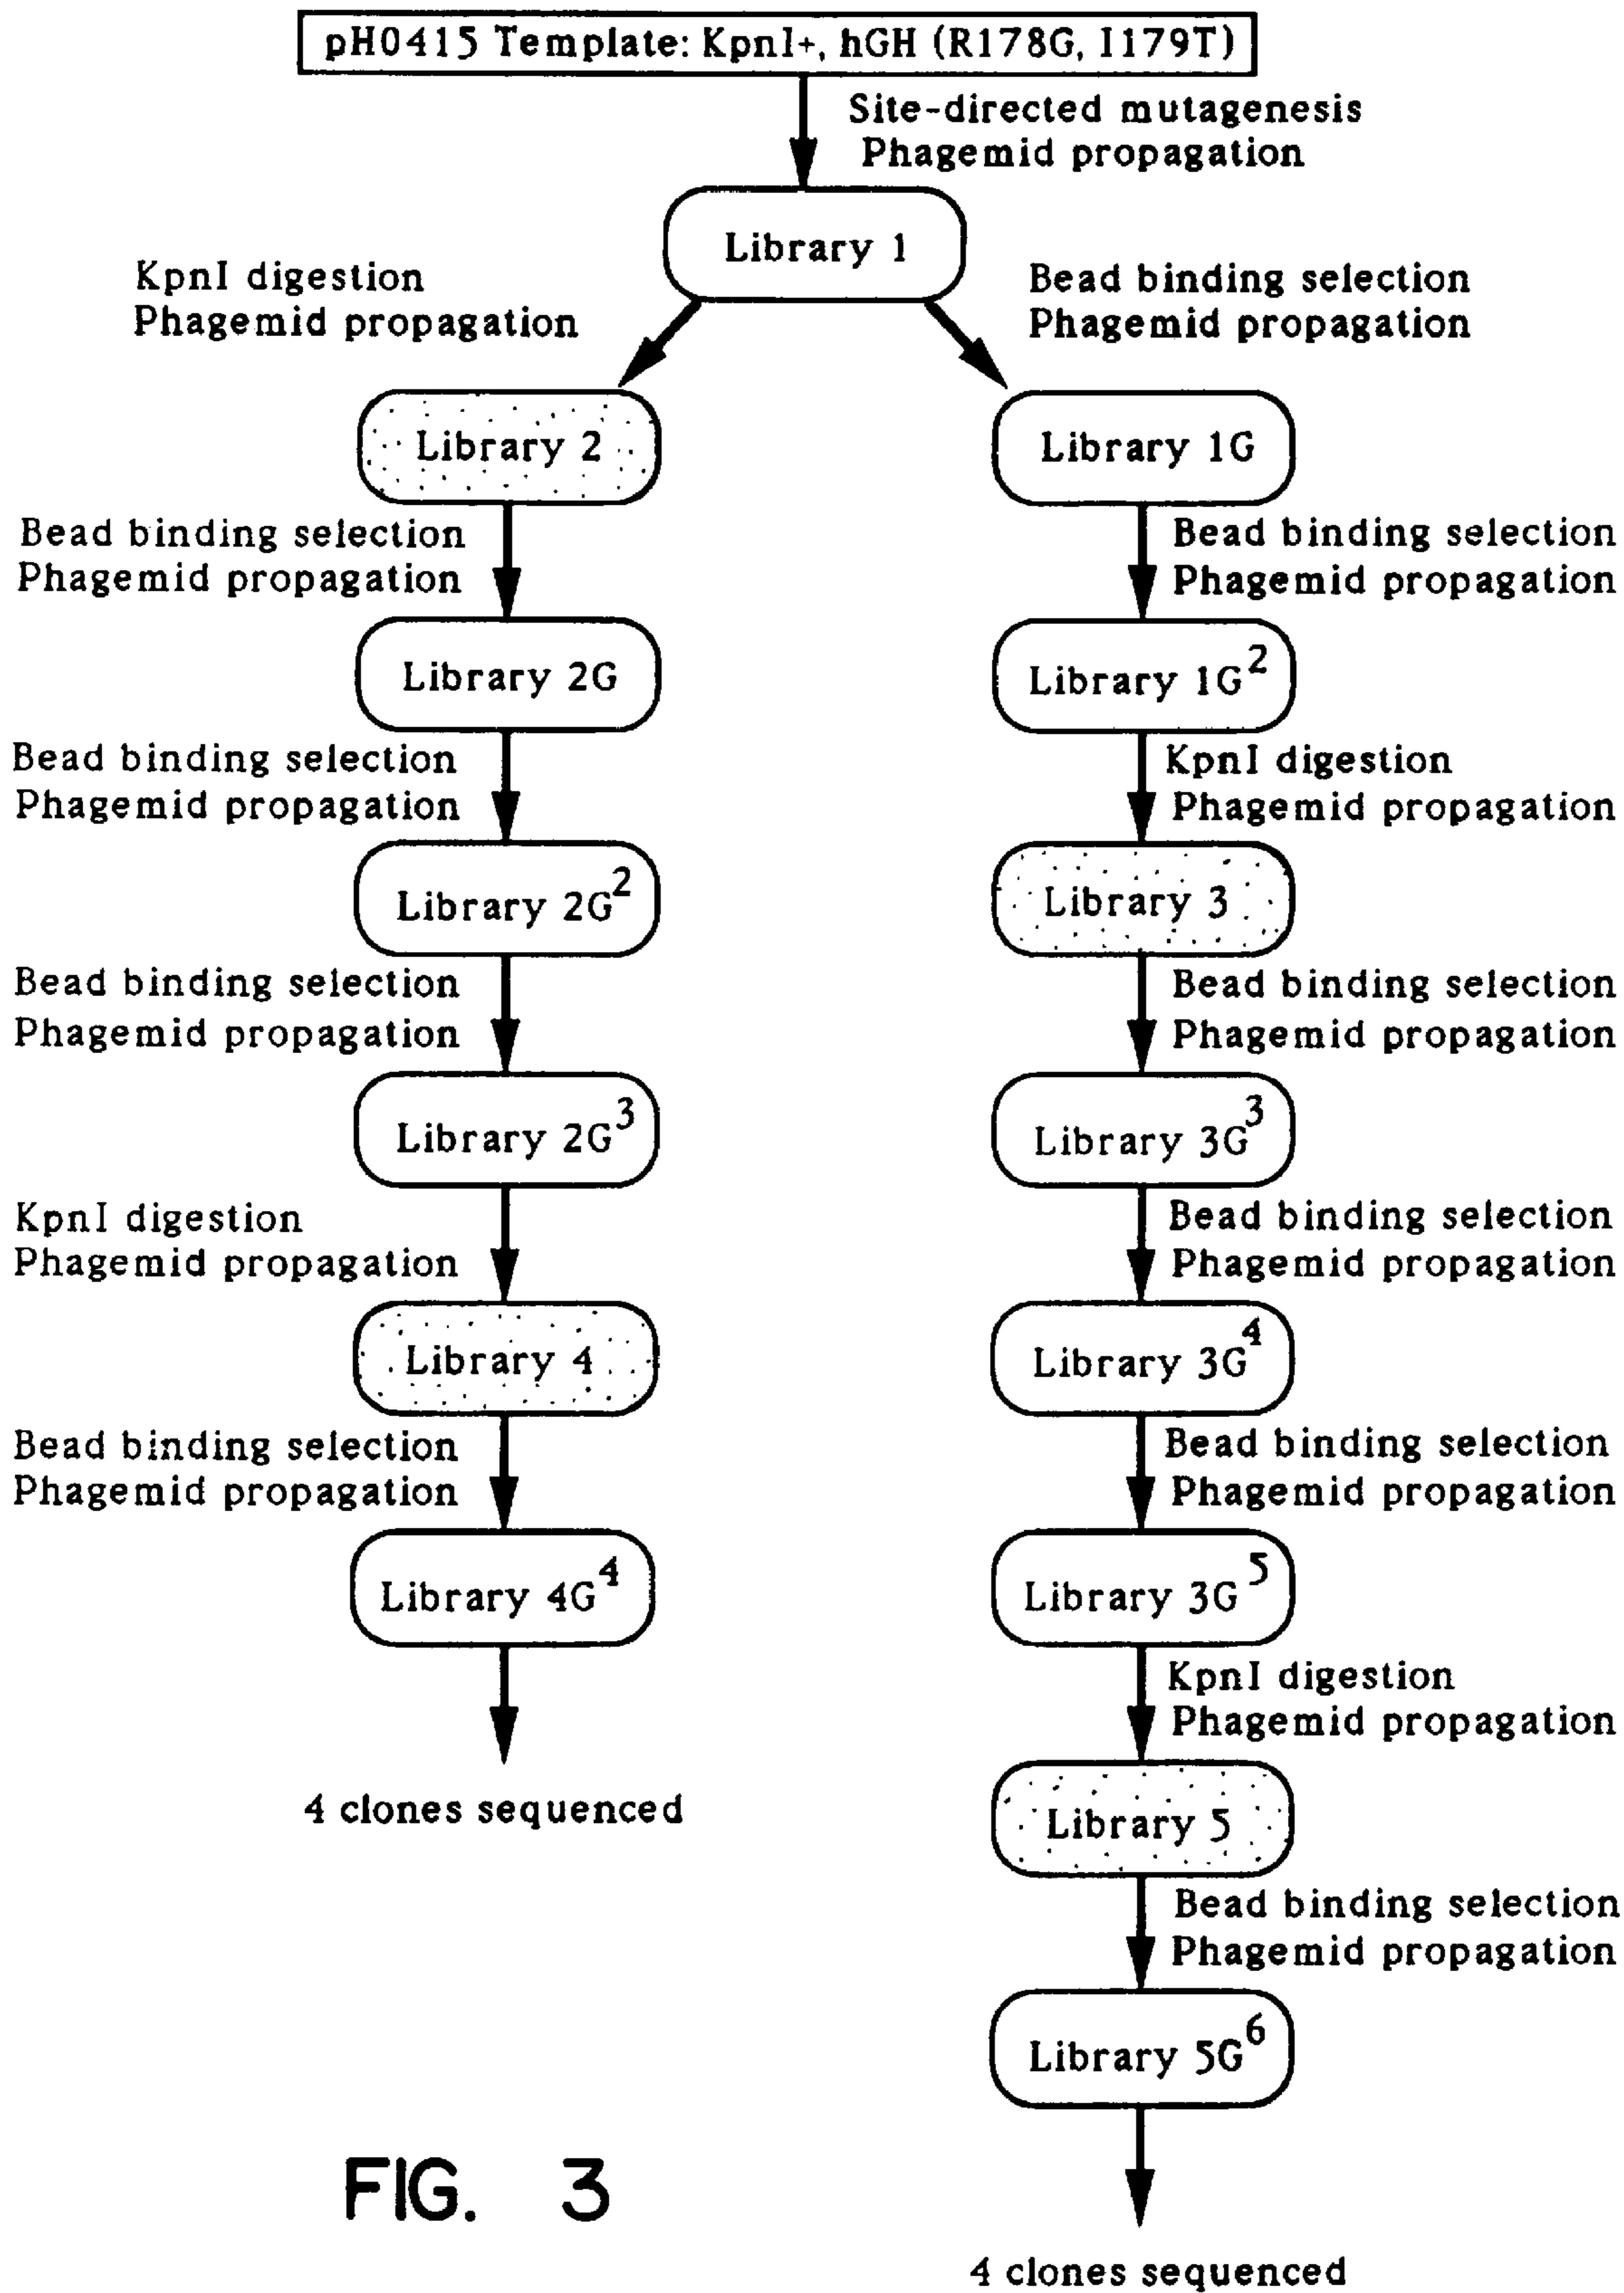 pH0415 Template: KpnI+, hGH (R178G, I179T)
Site-directed mutagenesis
Phagemid propagation
Library 1
KpnI digestion
Phagemid propagation
Bead binding selection
Phagemid propagation
Library 2
Library 1G
Bead binding selection
Phagemid propagation
Bead binding selection
Phagemid propagation
Library 2G
Library 1G²
Bead binding selection
Phagemid propagation
KpnI digestion
Phagemid propagation
Library 2G²
Library 3
Bead binding selection
Phagemid propagation
Bead binding selection
Phagemid propagation
Library 2G³
Library 3G³
KpnI digestion
Phagemid propagation
Bead binding selection
Phagemid propagation
Library 4
Library 3G⁴
Bead binding selection
Phagemid propagation
Bead binding selection
Phagemid propagation
Library 4G⁴
Library 3G⁵
KpnI digestion
Phagemid propagation
4 clones sequenced
Library 5
Bead binding selection
Phagemid propagation
Library 5G⁶
FIG. 3
4 clones sequenced